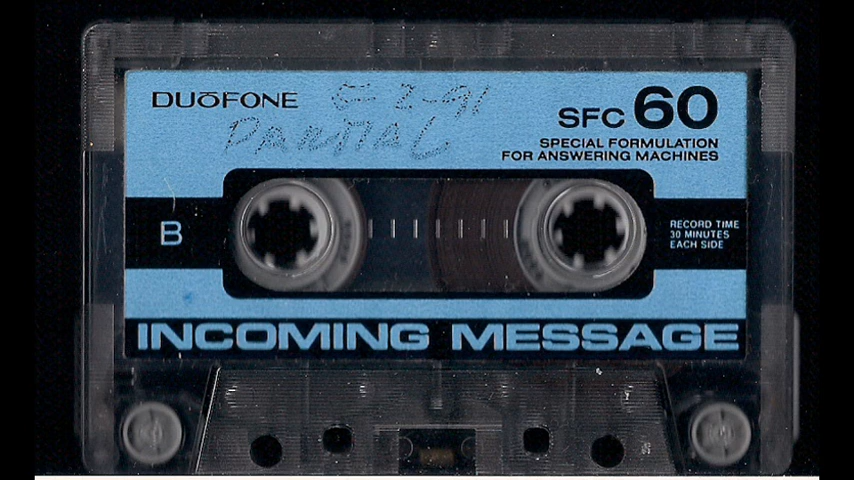 DUŌFONE 5-2-91
PARTIAL
SFC 60
SPECIAL FORMULATION
FOR ANSWERING MACHINES
B
RECORD TIME
30 MINUTES
EACH SIDE
INCOMING MESSAGE